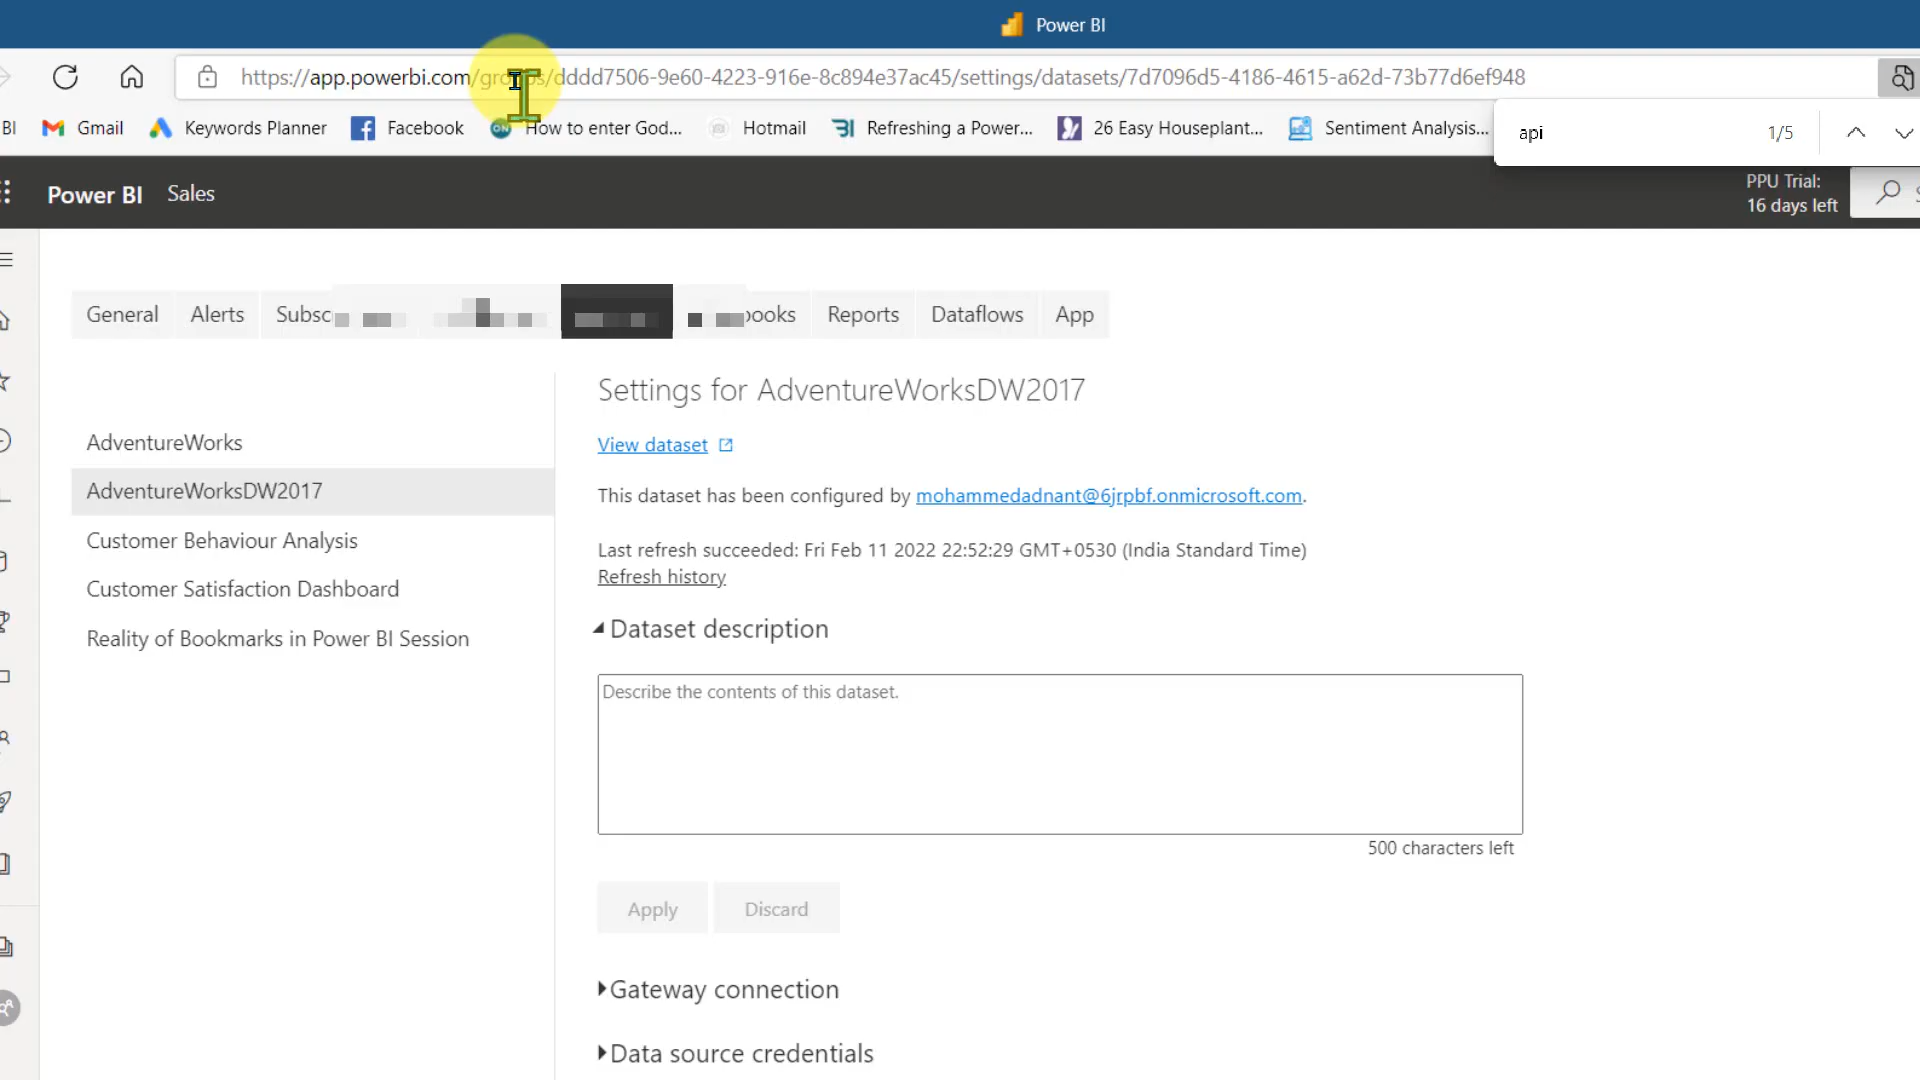 Power BI
https://app.powerbi.com/groups/dddd7506-9e60-4223-916e-8c894e37ac45/settings/datasets/7d7096d5-4186-4615-a62d-73b77d6ef948
BI Gmail Keywords Planner Facebook ON How to enter God... Hotmail Refreshing a Power... 26 Easy Houseplant... Sentiment Analysis...
api 1/5
Power BI Sales
PPU Trial:
16 days left
General Alerts Subsc ooks Reports Dataflows App
Settings for AdventureWorksDW2017
View dataset
AdventureWorks
AdventureWorksDW2017
Customer Behaviour Analysis
Customer Satisfaction Dashboard
Reality of Bookmarks in Power BI Session
This dataset has been configured by mohammedadnant@6jrpbf.onmicrosoft.com.
Last refresh succeeded: Fri Feb 11 2022 22:52:29 GMT+0530 (India Standard Time)
Refresh history
Dataset description
Describe the contents of this dataset.
500 characters left
Apply Discard
Gateway connection
Data source credentials